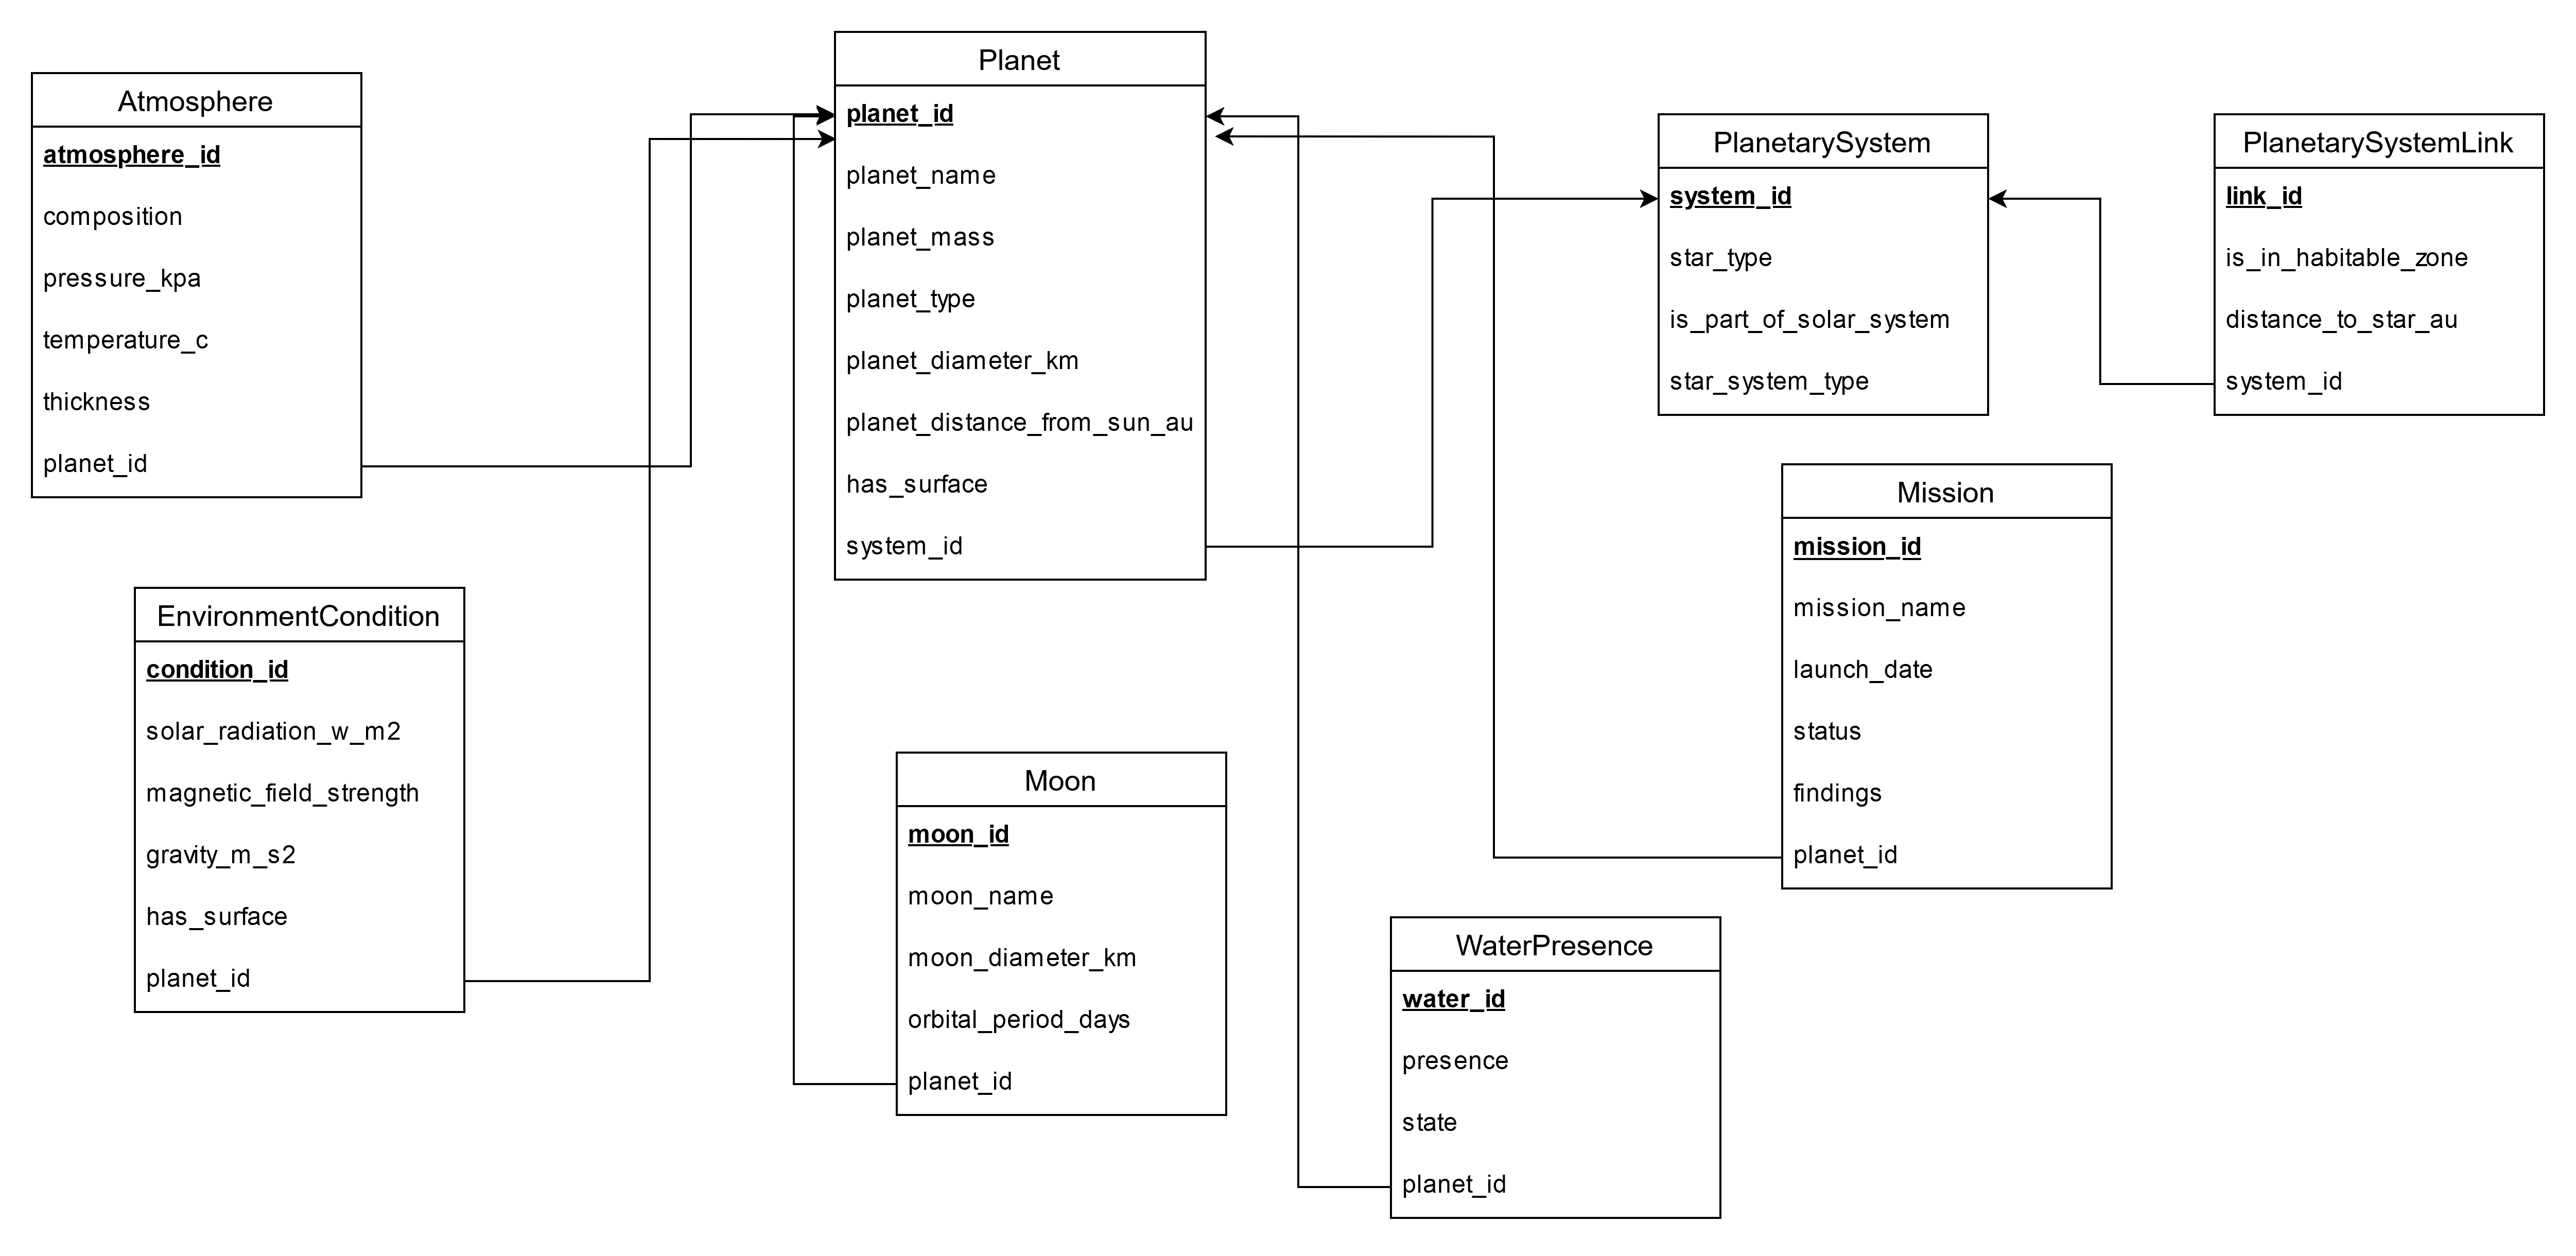 Atmosphere
atmosphere_id
composition
pressure_kpa
temperature_c
thickness
planet_id
Planet
planet_id
planet_name
planet_mass
planet_type
planet_diameter_km
planet_distance_from_sun_au
has_surface
system_id
PlanetarySystem
system_id
star_type
is_part_of_solar_system
star_system_type
PlanetarySystemLink
link_id
is_in_habitable_zone
distance_to_star_au
system_id
Mission
mission_id
mission_name
launch_date
status
findings
planet_id
EnvironmentCondition
condition_id
solar_radiation_w_m2
magnetic_field_strength
gravity_m_s2
has_surface
planet_id
Moon
moon_id
moon_name
moon_diameter_km
orbital_period_days
planet_id
WaterPresence
water_id
presence
state
planet_id